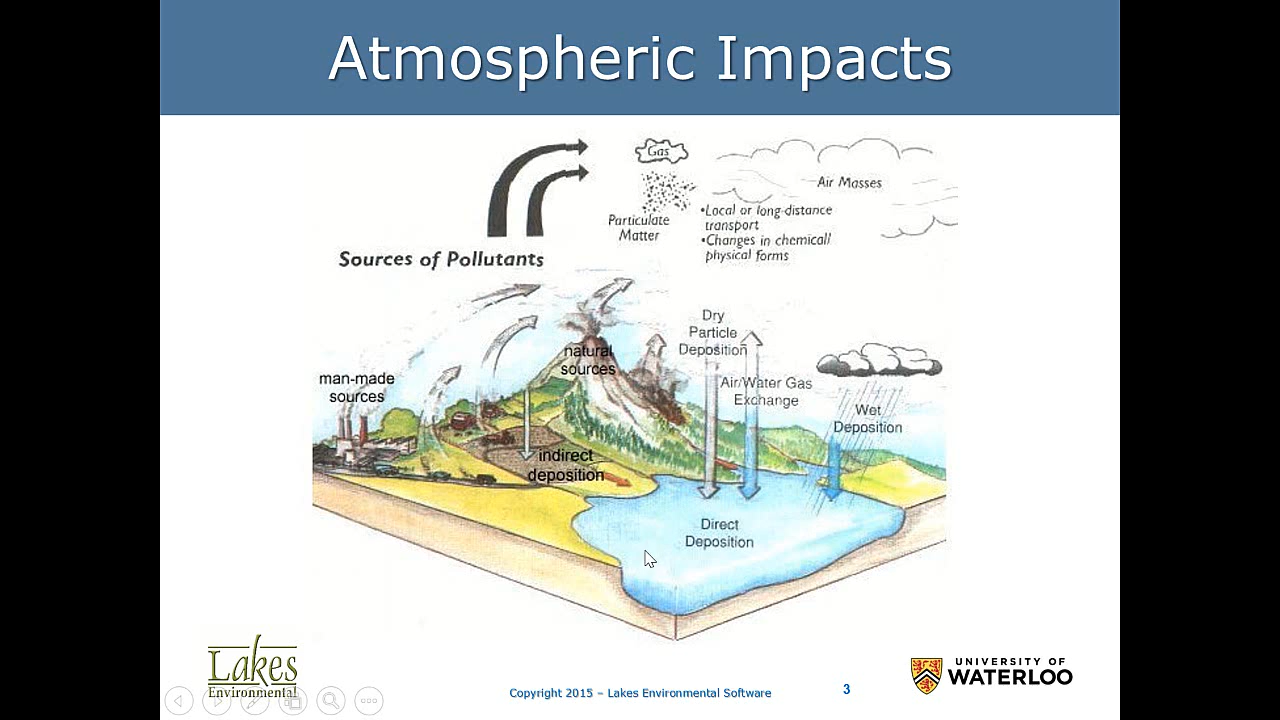 Atmospheric Impacts
Gas
Air Masses
Particulate
Matter
•Local or long-distance
transport
•Changes in chemicall
physical forms
Sources of Pollutants
Dry
Particle
Deposition
natural
sources
man-made
sources
Air/Water Gas
Exchange
Wet
Deposition
indirect
deposition
Direct
Deposition
Lakes
Environmental
Copyright 2015 – Lakes Environmental Software
3
UNIVERSITY OF
WATERLOO